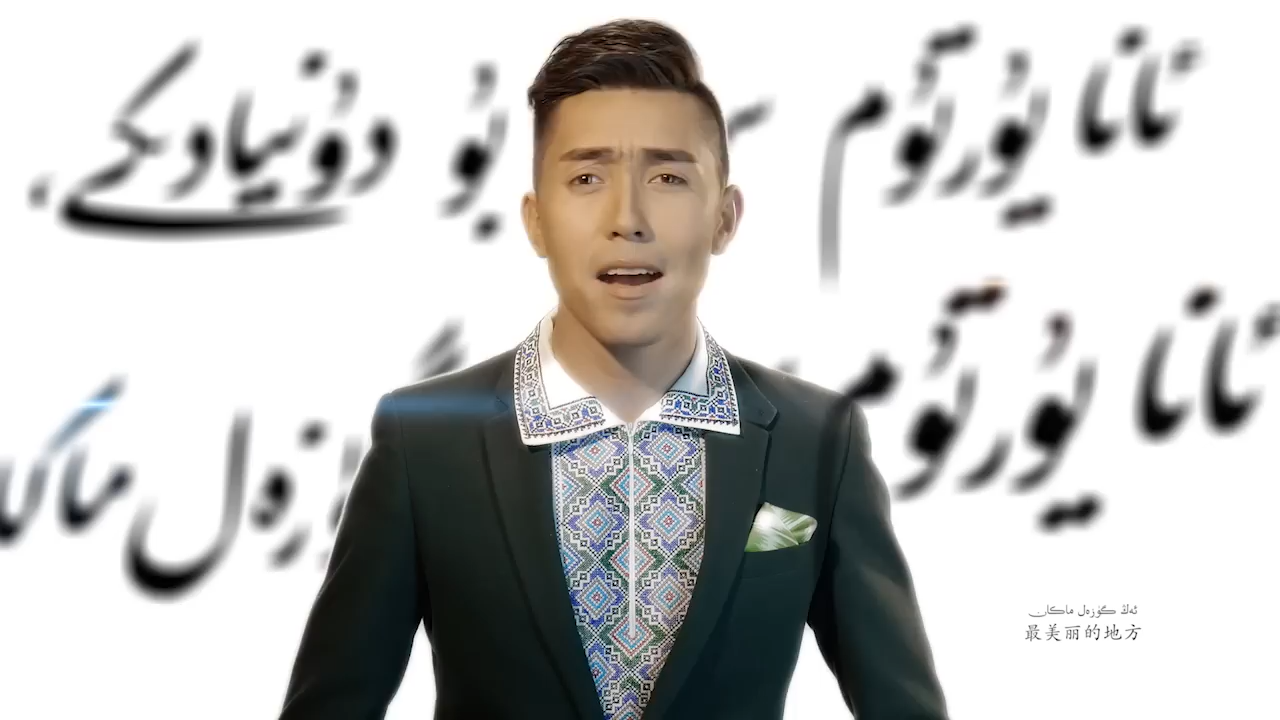 ئانا يۇرتۇم بۇ دۇنيادىكى،
ئانا يۇرتۇم
ئەڭ گۈزەل ماكان
最美丽的地方